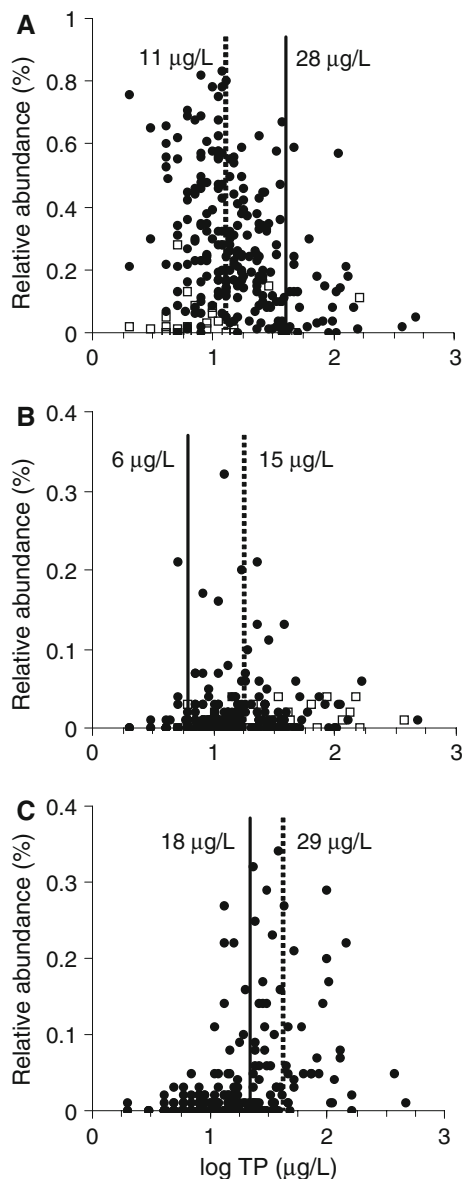 A
1
11 µg/L
28 µg/L
0.8
0.6
0.4
0.2
0
Relative abundance (%)
0 1 2 3
B
0.4
6 µg/L
15 µg/L
0.3
0.2
0.1
0
Relative abundance (%)
0 1 2 3
C
0.4
18 µg/L
29 µg/L
0.3
0.2
0.1
0
Relative abundance (%)
0 1 2 3
log TP (µg/L)